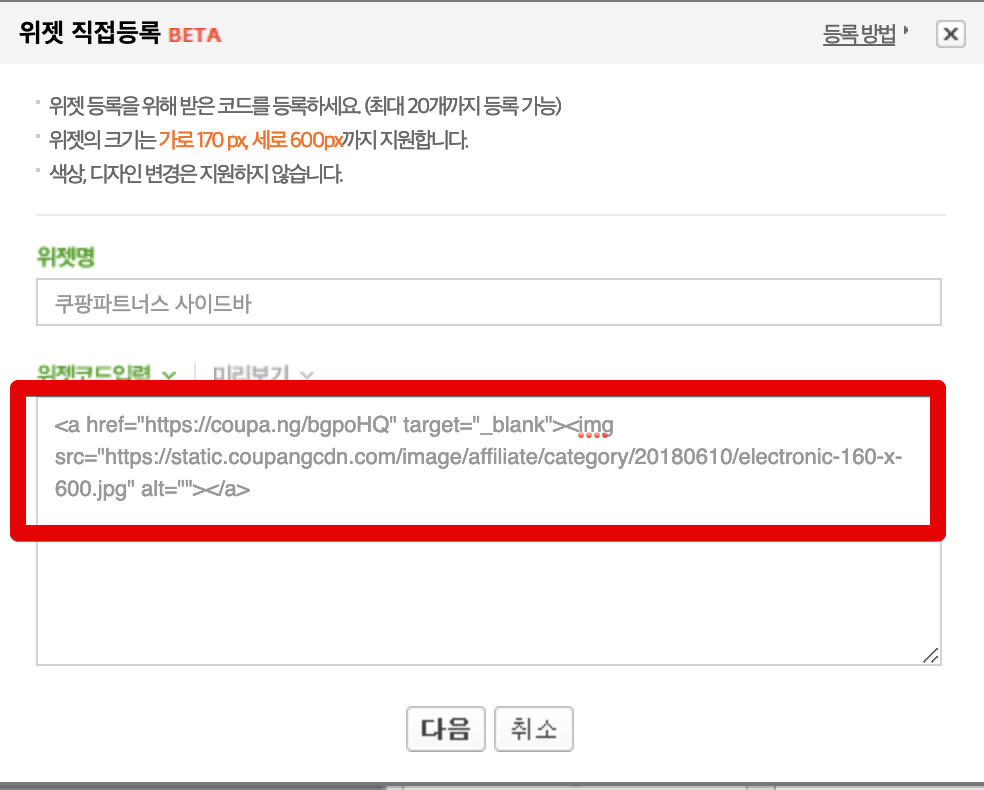 위젯 직접등록 BETA
등록 방법
위젯 등록을 위해 받은 코드를 등록하세요. (최대 20개까지 등록 가능)
위젯의 크기는 가로 170 px, 세로 600px까지 지원합니다.
색상, 디자인 변경은 지원하지 않습니다.
위젯명
쿠팡파트너스 사이드바
위젯코드입력 미리보기
<a href="https://coupa.ng/bgpoHQ" target="_blank"><img
src="https://static.coupangcdn.com/image/affiliate/category/20180610/electronic-160-x-
600.jpg" alt=""></a>
다음 취소